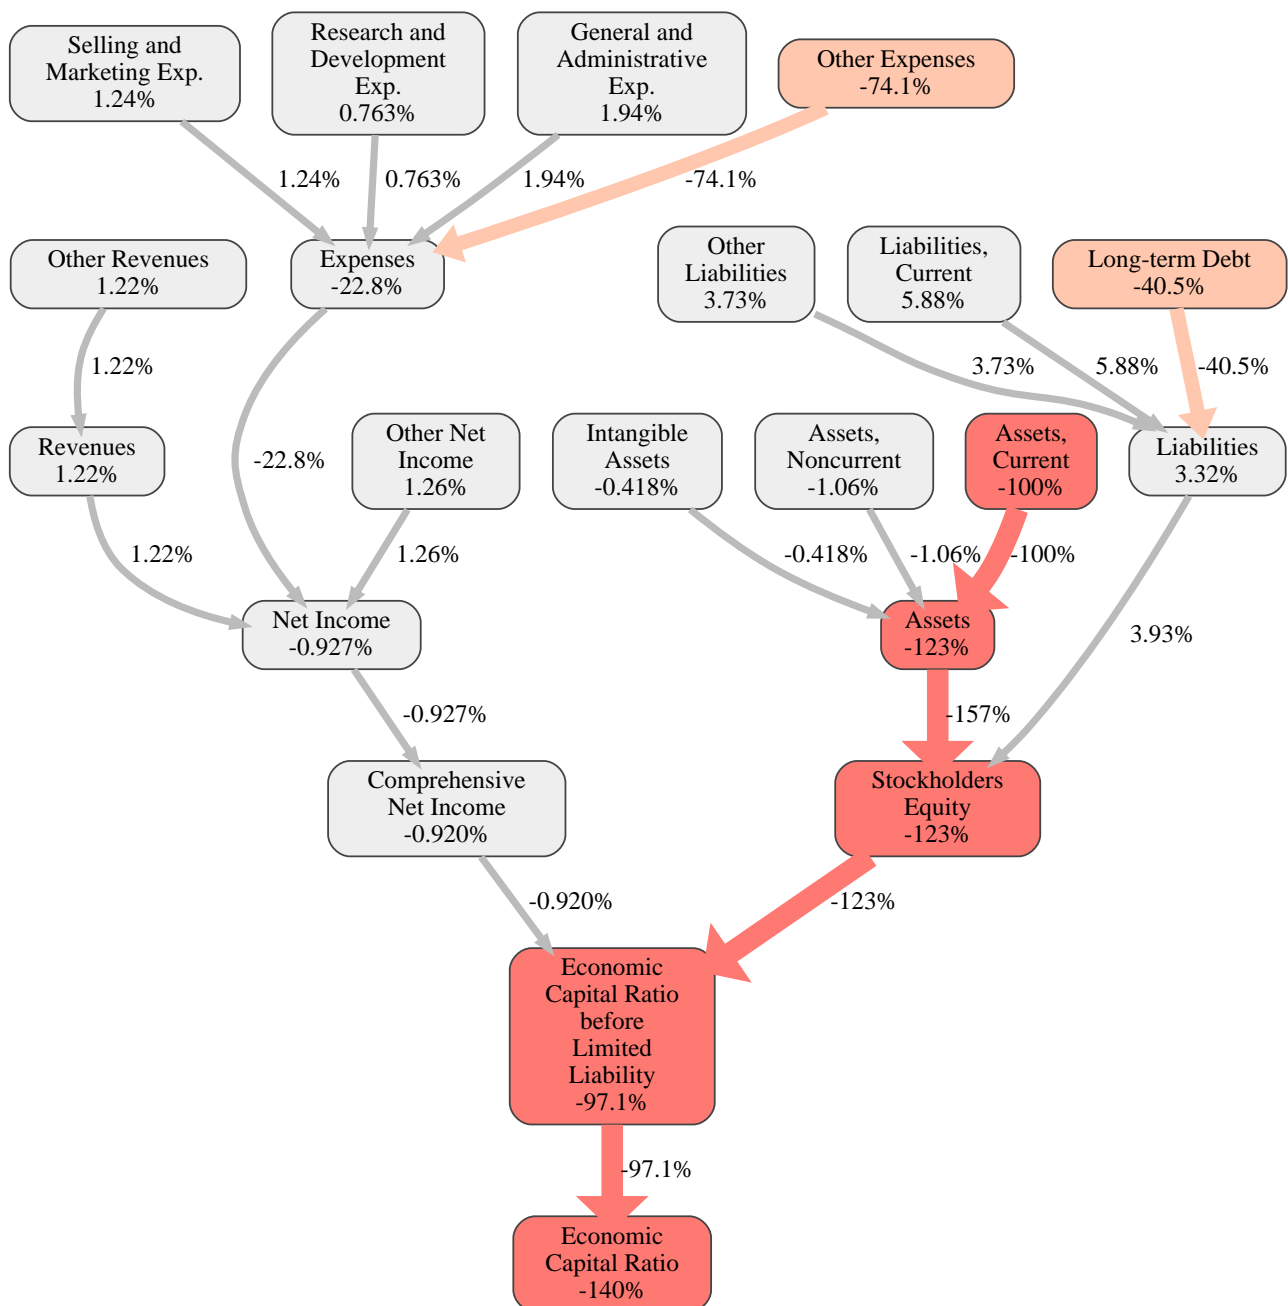 Selling and
Marketing Exp.
1.24%
Research and
Development
Exp.
0.763%
General and
Administrative
Exp.
1.94%
Other Expenses
-74.1%
1.24%
0.763%
1.94%
-74.1%
Other Revenues
1.22%
Expenses
-22.8%
Other
Liabilities
3.73%
Liabilities,
Current
5.88%
Long-term Debt
-40.5%
1.22%
3.73%
5.88%
-40.5%
Revenues
1.22%
-22.8%
Other Net
Income
1.26%
Intangible
Assets
-0.418%
Assets,
Noncurrent
-1.06%
Assets,
Current
-100%
Liabilities
3.32%
1.22%
1.26%
-0.418%
-1.06%
-100%
Net Income
-0.927%
Assets
-123%
3.93%
-0.927%
-157%
Comprehensive
Net Income
-0.920%
Stockholders
Equity
-123%
-0.920%
-123%
Economic
Capital Ratio
before
Limited
Liability
-97.1%
-97.1%
Economic
Capital Ratio
-140%